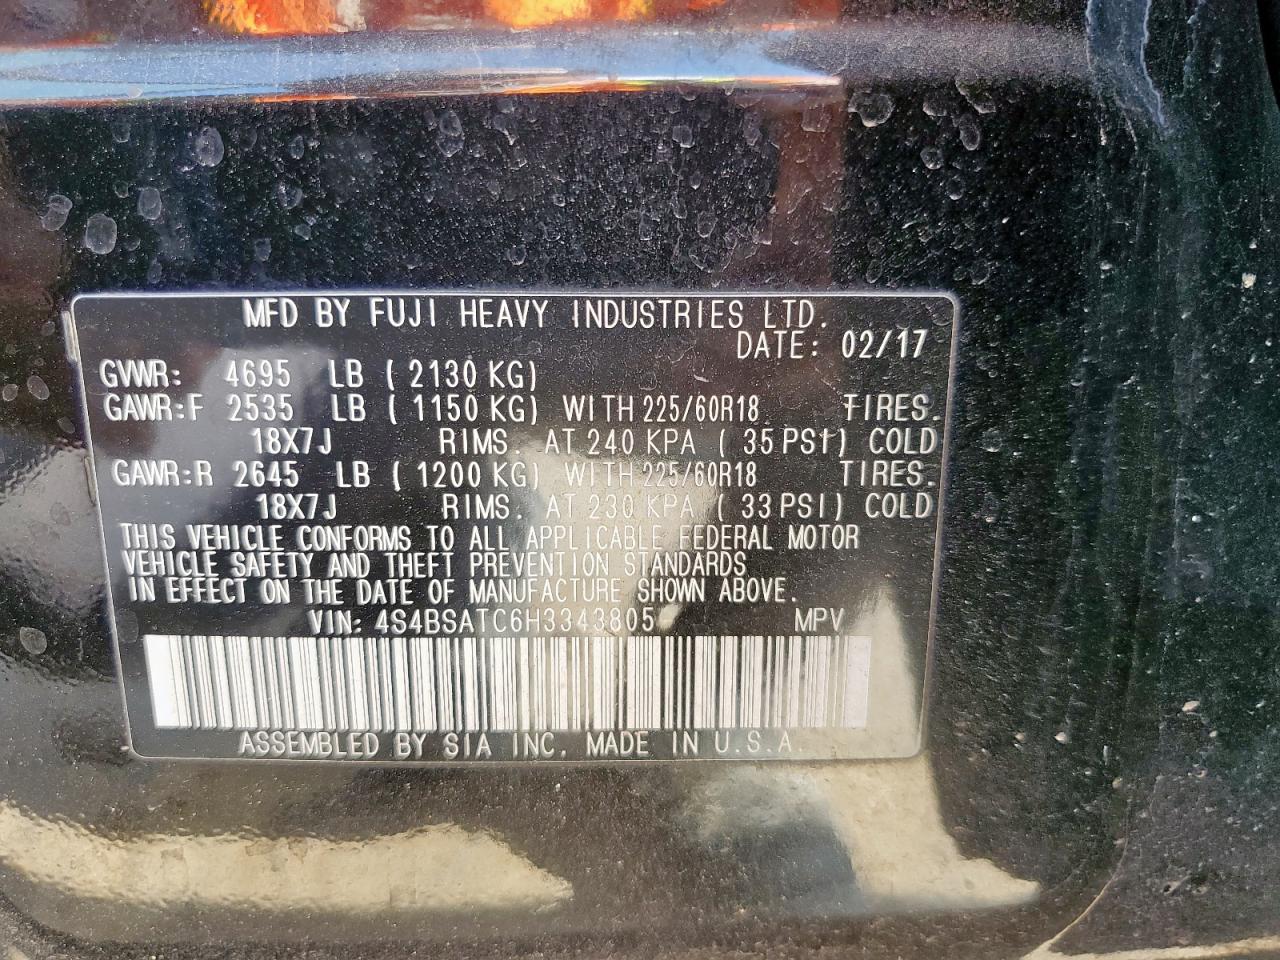 MFD BY FUJI HEAVY INDUSTRIES LTD.
DATE: 02/17
GVWR: 4695 LB ( 2130 KG)
GAWR:F 2535 LB ( 1150 KG) WITH 225/60R18 TIRES.
18X7J RIMS. AT 240 KPA ( 35 PSI) COLD
GAWR:R 2645 LB ( 1200 KG) WITH 225/60R18 TIRES.
18X7J RIMS. AT 230 KPA ( 33 PSI) COLD
THIS VEHICLE CONFORMS TO ALL APPLICABLE FEDERAL MOTOR
VEHICLE SAFETY AND THEFT PREVENTION STANDARDS
IN EFFECT ON THE DATE OF MANUFACTURE SHOWN ABOVE.
VIN: 4S4BSATC6H3343805 MPV
ASSEMBLED BY SIA INC. MADE IN U.S.A.